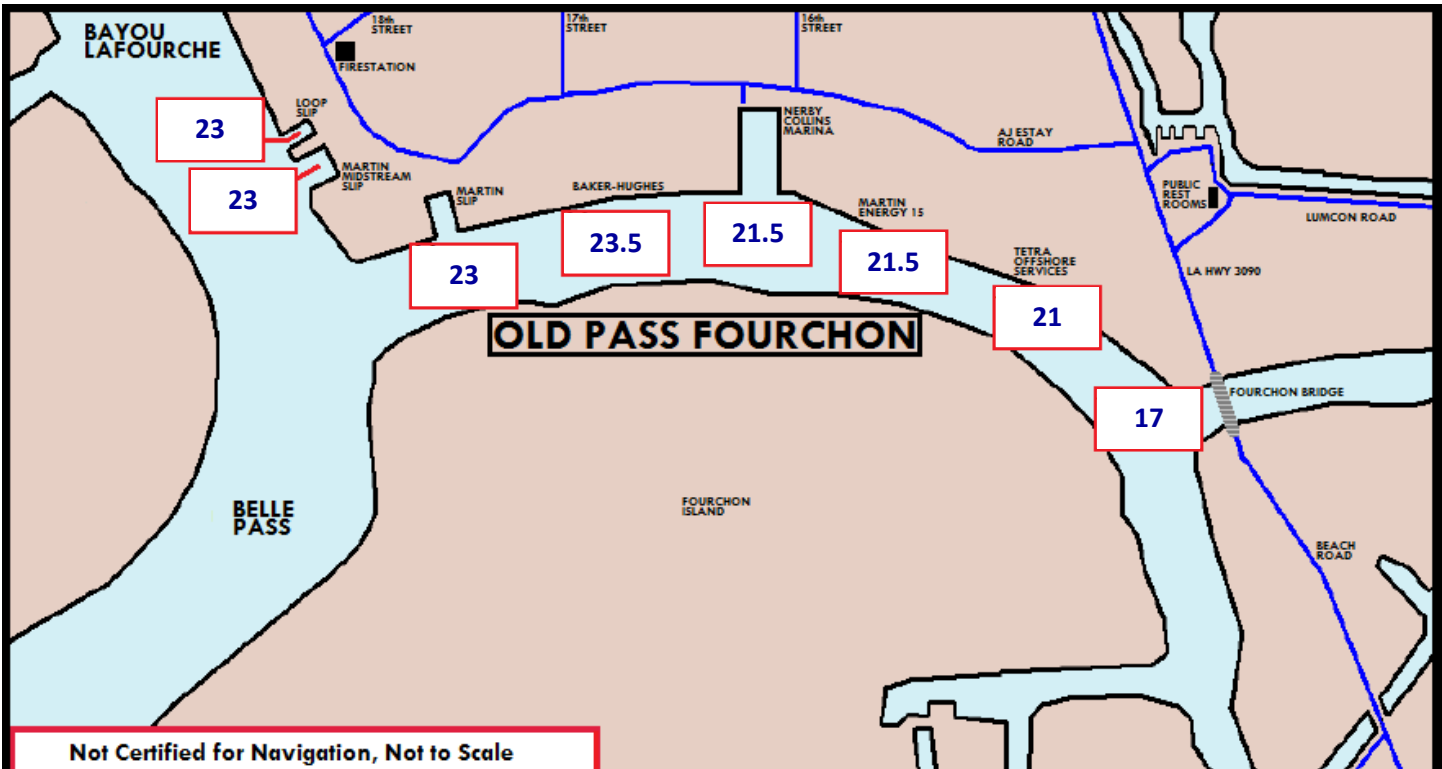 BAYOU
LAFOURCHE
18th
STREET
17th
STREET
16th
STREET
FIRESTATION
LOOP
SLIP
23
MARTIN
MIDSTREAM
SLIP
23
NERBY
COLLINS
MARINA
AJ ESTAY
ROAD
PUBLIC
REST
ROOMS
LUMCON ROAD
MARTIN
SLIP
BAKER-HUGHES
MARTIN
ENERGY 15
23
23.5
21.5
21.5
TETRA
OFFSHORE
SERVICES
21
LA HWY 3090
OLD PASS FOURCHON
17
FOURCHON BRIDGE
BELLE
PASS
FOURCHON
ISLAND
BEACH
ROAD
Not Certified for Navigation, Not to Scale